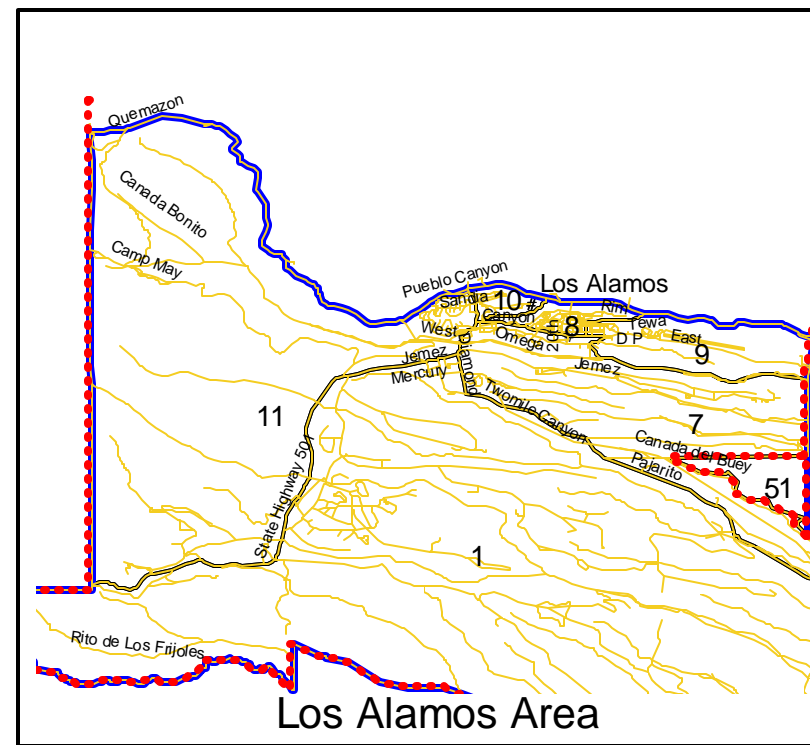 Quemazon
Canada Bonito
Camp May
Pueblo Canyon
Los Alamos
Sandia
10
#
Rim
Canyon
8
Tewa
West
Omega
20th
D P
East
9
Diamond
Jemez
Jemez
Mercury
Twomile Canyon
11
7
Canada del Buey
Pajarito
51
State Highway 501
1
Rito de Los Frijoles
Los Alamos Area